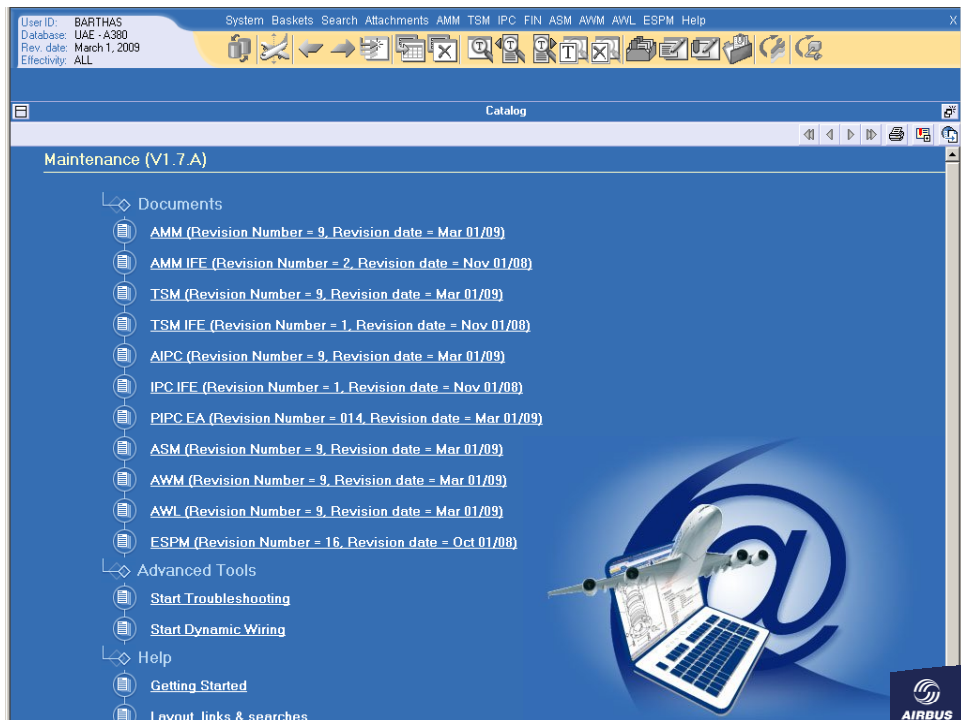 User ID: BARTHAS
Database: UAE - A380
Rev. date: March 1, 2009
Effectivity: ALL
System Baskets Search Attachments AMM TSM IPC FIN ASM AWM AWL ESPM Help X
Catalog
Maintenance (V1.7.A)
Documents
AMM (Revision Number = 9, Revision date = Mar 01/09)
AMM IFE (Revision Number = 2, Revision date = Nov 01/08)
TSM (Revision Number = 9, Revision date = Mar 01/09)
TSM IFE (Revision Number = 1, Revision date = Nov 01/08)
AIPC (Revision Number = 9, Revision date = Mar 01/09)
IPC IFE (Revision Number = 1, Revision date = Nov 01/08)
PIPC EA (Revision Number = 014, Revision date = Mar 01/09)
ASM (Revision Number = 9, Revision date = Mar 01/09)
AWM (Revision Number = 9, Revision date = Mar 01/09)
AWL (Revision Number = 9, Revision date = Mar 01/09)
ESPM (Revision Number = 16, Revision date = Oct 01/08)
Advanced Tools
Start Troubleshooting
Start Dynamic Wiring
Help
Getting Started
Layout, links & searches
AIRBUS